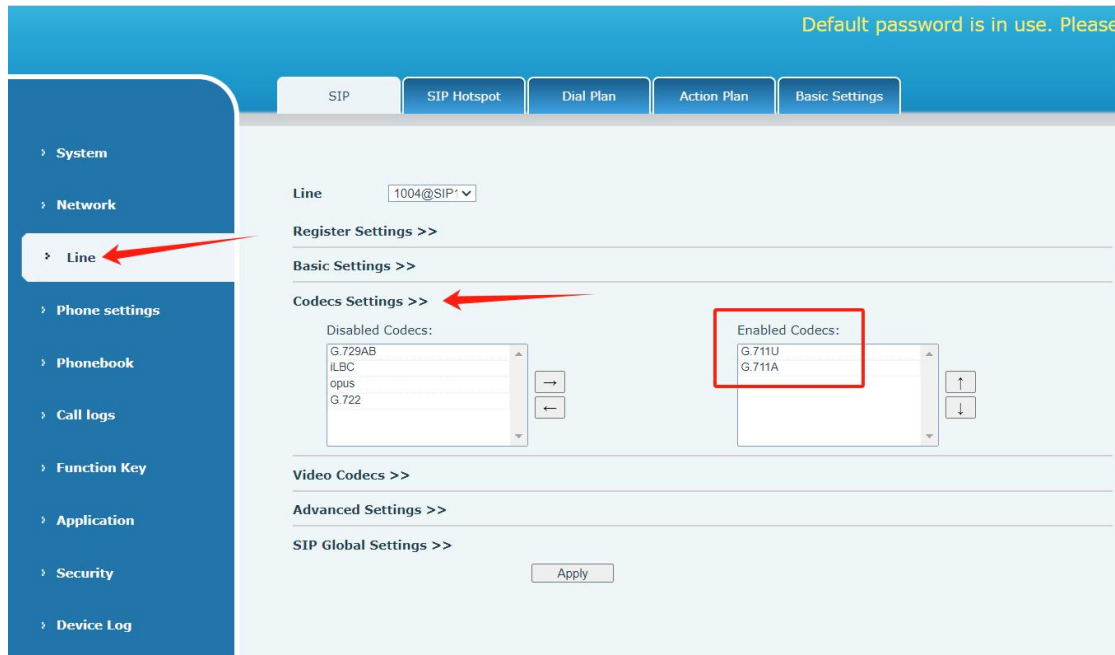 Default password is in use. Please
SIP
SIP Hotspot
Dial Plan
Action Plan
Basic Settings
System
Network
Line
Phone settings
Phonebook
Call logs
Function Key
Application
Security
Device Log
Line 1004@SIP1
Register Settings >>
Basic Settings >>
Codecs Settings >>
Disabled Codecs:
G.729AB
iLBC
opus
G.722
→
←
Enabled Codecs:
G.711U
G.711A
↑
↓
Video Codecs >>
Advanced Settings >>
SIP Global Settings >>
Apply